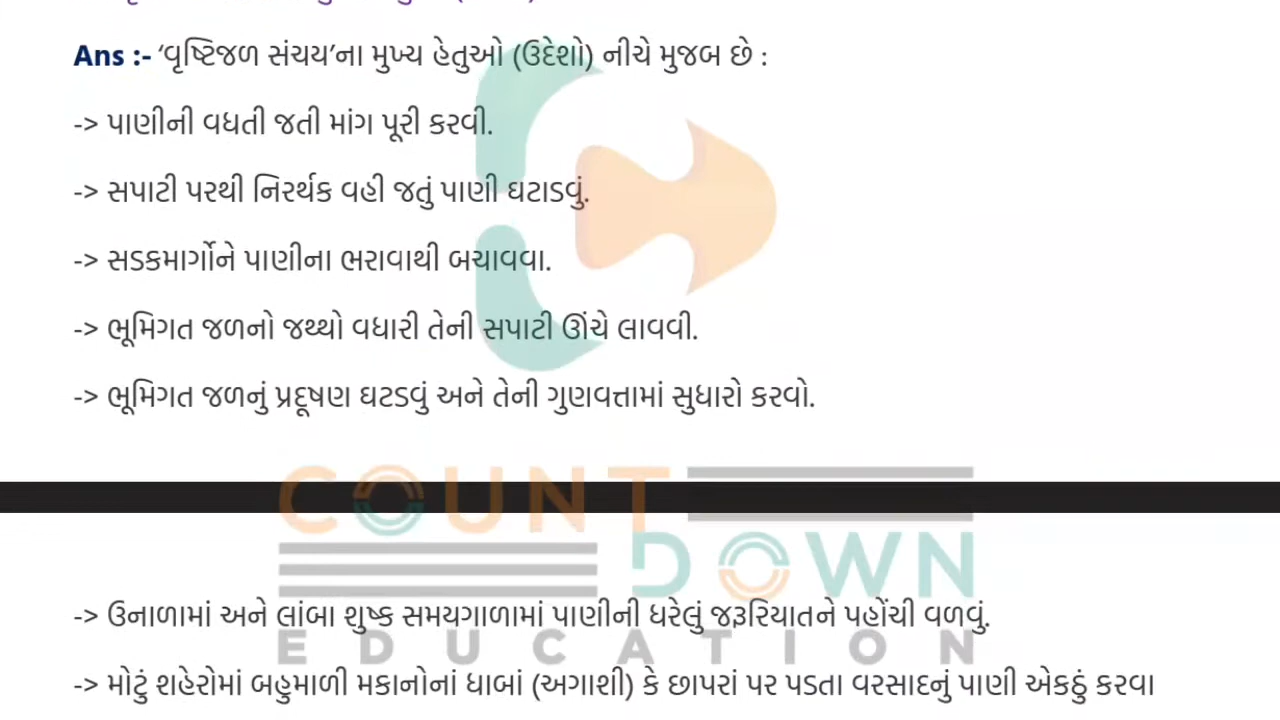 Ans :- ‘વૃષ્ટિજળ સંચય’ના મુખ્ય હેતુઓ (ઉદેશો) નીચે મુજબ છે :
-> પાણીની વધતી જતી માંગ પૂરી કરવી.
-> સપાટી પરથી નિરર્થક વહી જતું પાણી ઘટાડવું.
-> સડકમાર્ગોને પાણીના ભરાવાથી બચાવવા.
-> ભૂમિગત જળનો જથ્થો વધારી તેની સપાટી ઊંચે લાવવી.
-> ભૂમિગત જળનું પ્રદૂષણ ઘટડવું અને તેની ગુણવત્તામાં સુધારો કરવો.
COUNT
DOWN
-> ઉનાળામાં અને લાંબા શુષ્ક સમયગાળામાં પાણીની ધરેલું જરૂરિયાતને પહોંચી વળવું.
EDUCATION
-> મોટું શહેરોમાં બહુમાળી મકાનોનાં ધાબાં (અગાશી) કે છાપરાં પર પડતા વરસાદનું પાણી એકઠું કરવા